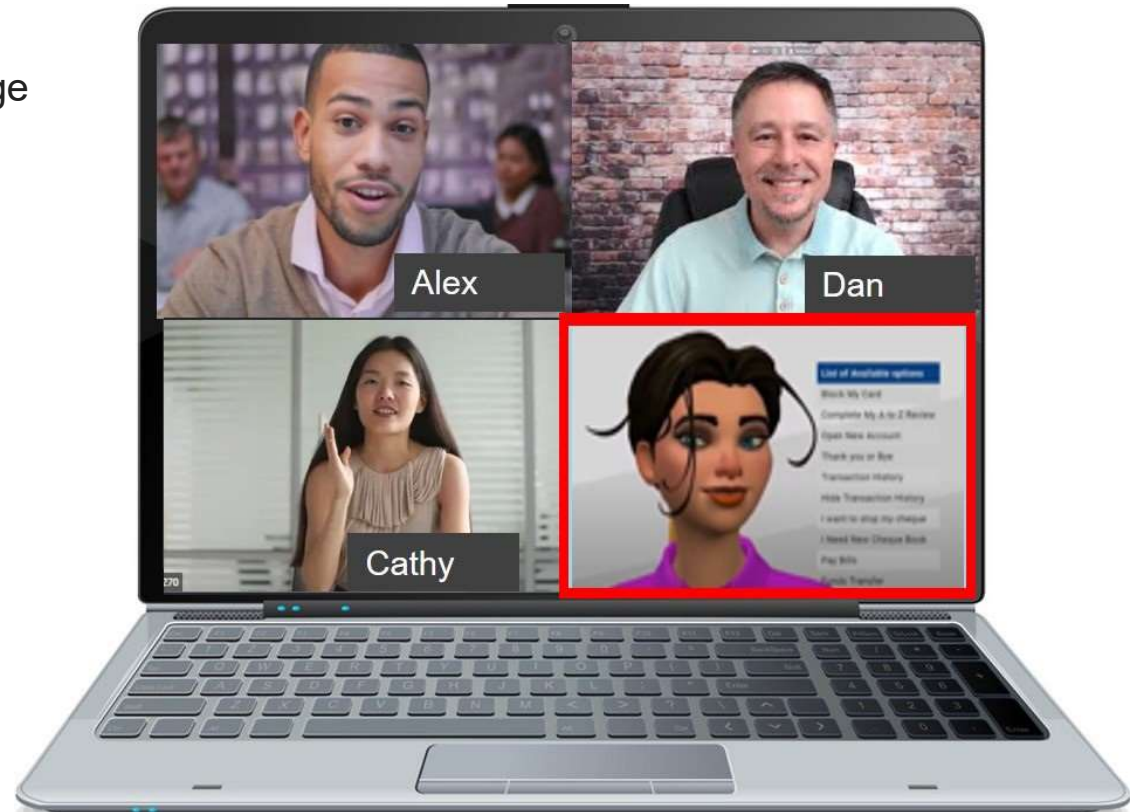 ge
Alex
Dan
Cathy
270
List of Available options
Block My Card
Complete My A to Z Review
Open New Account
Thank you or Bye
Transaction History
Hide Transaction History
I want to stop my cheque
I Need New Cheque Book
Pay Bills
Funds Transfer